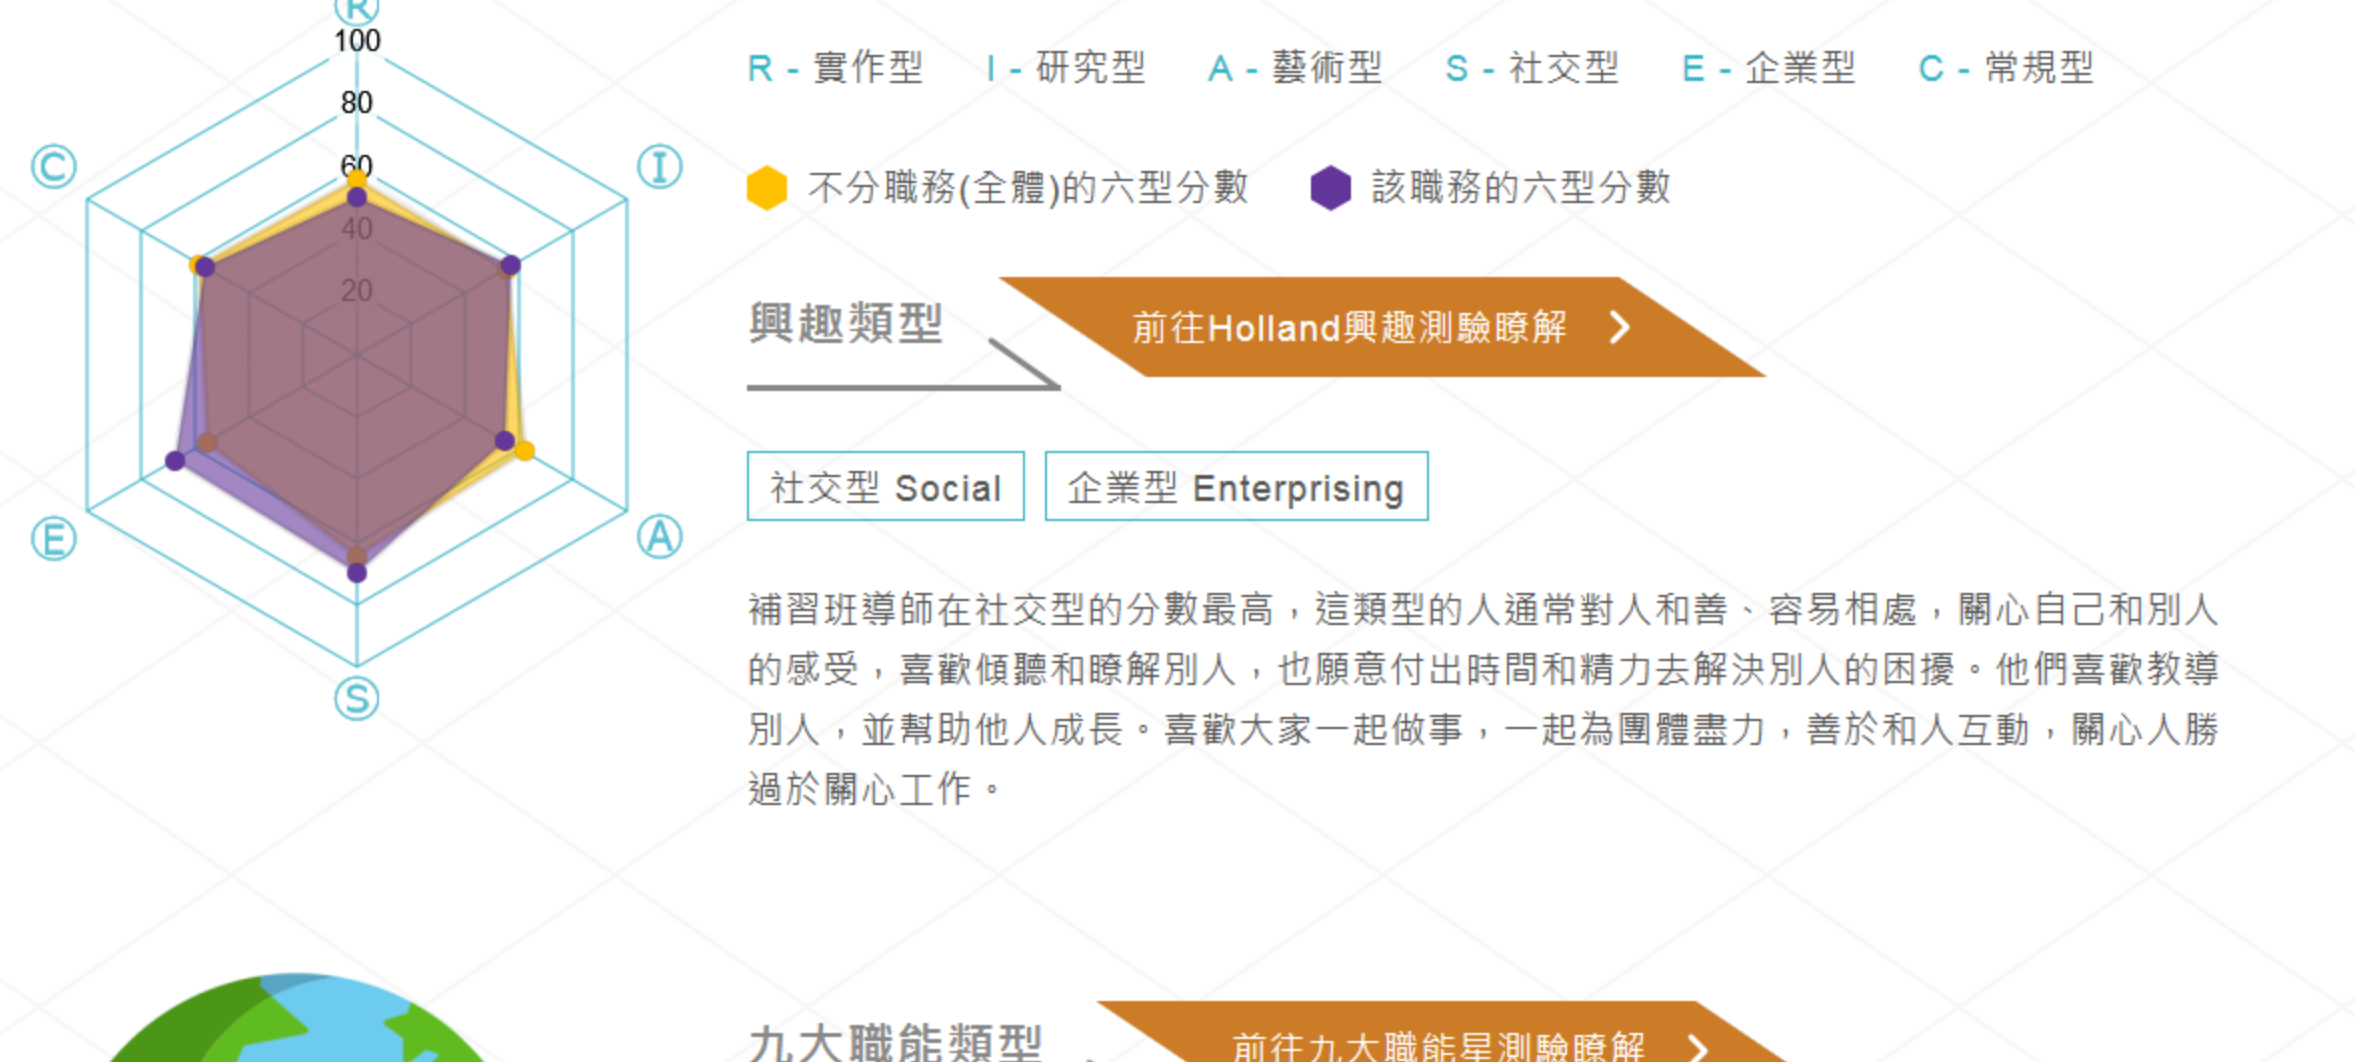 R
100
80
60
40
20
C
I
E
A
S
R - 實作型 I - 研究型 A - 藝術型 S - 社交型 E - 企業型 C - 常規型
不分職務(全體)的六型分數 該職務的六型分數
興趣類型 前往Holland興趣測驗瞭解
社交型 Social 企業型 Enterprising
補習班導師在社交型的分數最高，這類型的人通常對人和善、容易相處，關心自己和別人
的感受，喜歡傾聽和瞭解別人，也願意付出時間和精力去解決別人的困擾。他們喜歡教導
別人，並幫助他人成長。喜歡大家一起做事，一起為團體盡力，善於和人互動，關心人勝
過於關心工作。
九大職能類型 前往九大職能星測驗瞭解